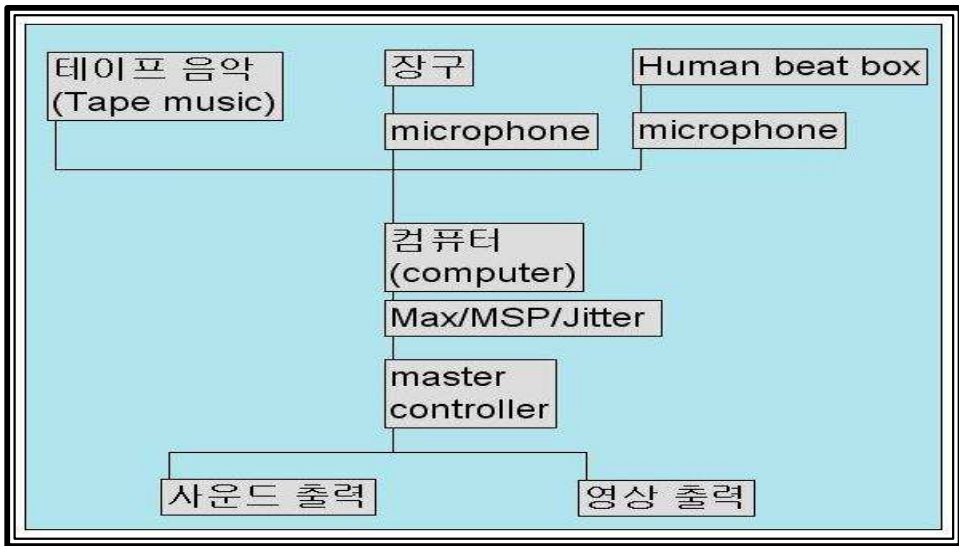 테이프 음악
(Tape music)
장구
Human beat box
microphone
microphone
컴퓨터
(computer)
Max/MSP/Jitter
master
controller
사운드 출력
영상 출력